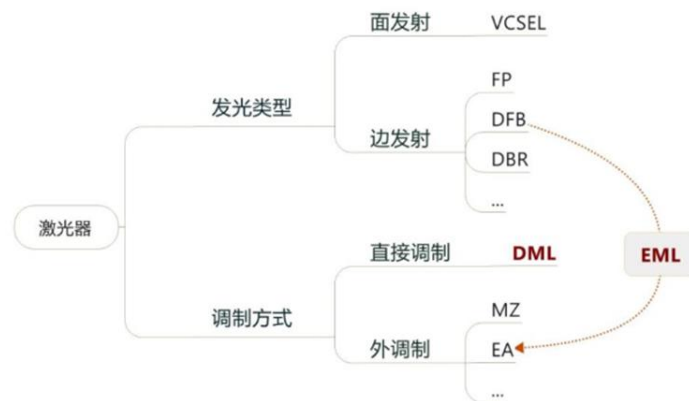 面发射 VCSEL
发光类型
FP
边发射 DFB
DBR
...
激光器
直接调制 DML
EML
调制方式
MZ
外调制 EA
...